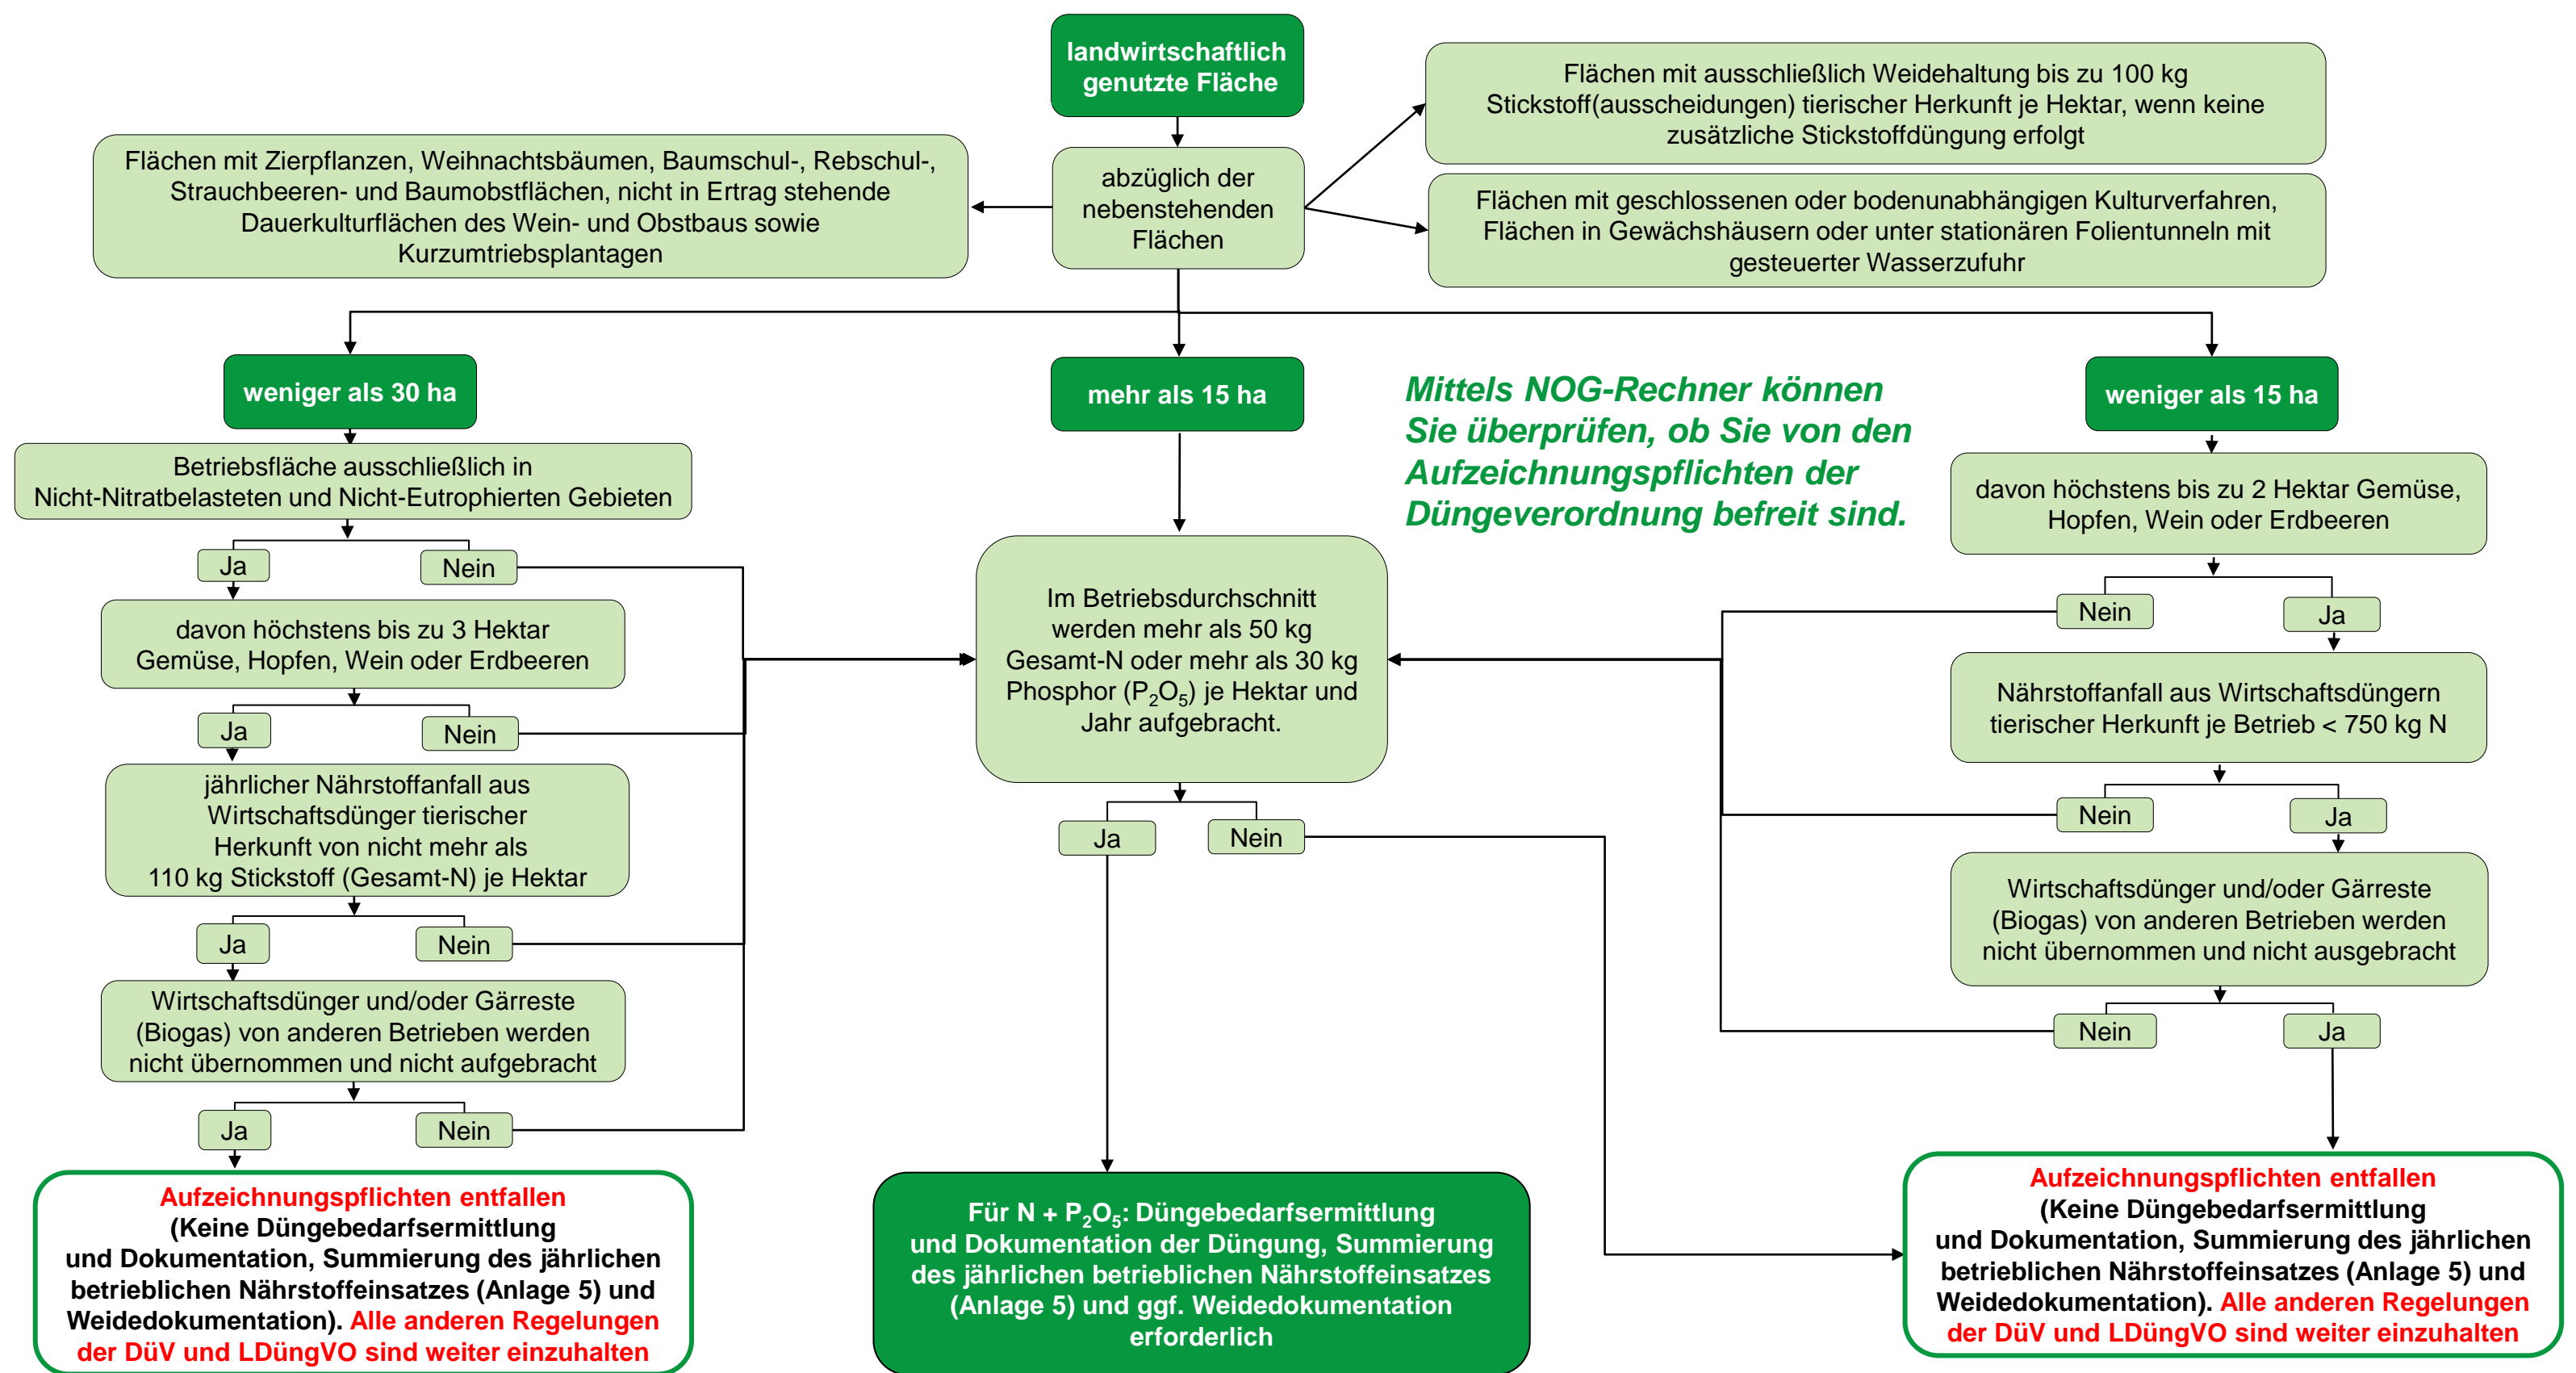 landwirtschaftlich
genutzte Fläche
Flächen mit ausschließlich Weidehaltung bis zu 100 kg
Stickstoff(ausscheidungen) tierischer Herkunft je Hektar, wenn keine
zusätzliche Stickstoffdüngung erfolgt
Flächen mit Zierpflanzen, Weihnachtsbäumen, Baumschul-, Rebschul-,
Strauchbeeren- und Baumobstflächen, nicht in Ertrag stehende
Dauerkulturflächen des Wein- und Obstbaus sowie
Kurzumtriebsplantagen
abzüglich der
nebenstehenden
Flächen
Flächen mit geschlossenen oder bodenunabhängigen Kulturverfahren,
Flächen in Gewächshäusern oder unter stationären Folientunneln mit
gesteuerter Wasserzufuhr
weniger als 30 ha
Betriebsfläche ausschließlich in
Nicht-Nitratbelasteten und Nicht-Eutrophierten Gebieten
Ja
Nein
davon höchstens bis zu 3 Hektar
Gemüse, Hopfen, Wein oder Erdbeeren
Ja
Nein
jährlicher Nährstoffanfall aus
Wirtschaftsdünger tierischer
Herkunft von nicht mehr als
110 kg Stickstoff (Gesamt-N) je Hektar
Ja
Nein
Wirtschaftsdünger und/oder Gärreste
(Biogas) von anderen Betrieben werden
nicht übernommen und nicht aufgebracht
Ja
Nein
Aufzeichnungspflichten entfallen
(Keine Düngebedarfsermittlung
und Dokumentation, Summierung des jährlichen
betrieblichen Nährstoffeinsatzes (Anlage 5) und
Weidedokumentation). Alle anderen Regelungen
der DüV und LDüngVO sind weiter einzuhalten
mehr als 15 ha
Im Betriebsdurchschnitt
werden mehr als 50 kg
Gesamt-N oder mehr als 30 kg
Phosphor (P₂O₅) je Hektar und
Jahr aufgebracht.
Ja
Nein
Für N + P₂O₅: Düngebedarfsermittlung
und Dokumentation der Düngung, Summierung
des jährlichen betrieblichen Nährstoffeinsatzes
(Anlage 5) und ggf. Weidedokumentation
erforderlich
Mittels NOG-Rechner können
Sie überprüfen, ob Sie von den
Aufzeichnungspflichten der
Düngeverordnung befreit sind.
weniger als 15 ha
davon höchstens bis zu 2 Hektar Gemüse,
Hopfen, Wein oder Erdbeeren
Nein
Ja
Nährstoffanfall aus Wirtschaftsdüngern
tierischer Herkunft je Betrieb < 750 kg N
Nein
Ja
Wirtschaftsdünger und/oder Gärreste
(Biogas) von anderen Betrieben werden
nicht übernommen und nicht ausgebracht
Nein
Ja
Aufzeichnungspflichten entfallen
(Keine Düngebedarfsermittlung
und Dokumentation, Summierung des jährlichen
betrieblichen Nährstoffeinsatzes (Anlage 5) und
Weidedokumentation). Alle anderen Regelungen
der DüV und LDüngVO sind weiter einzuhalten